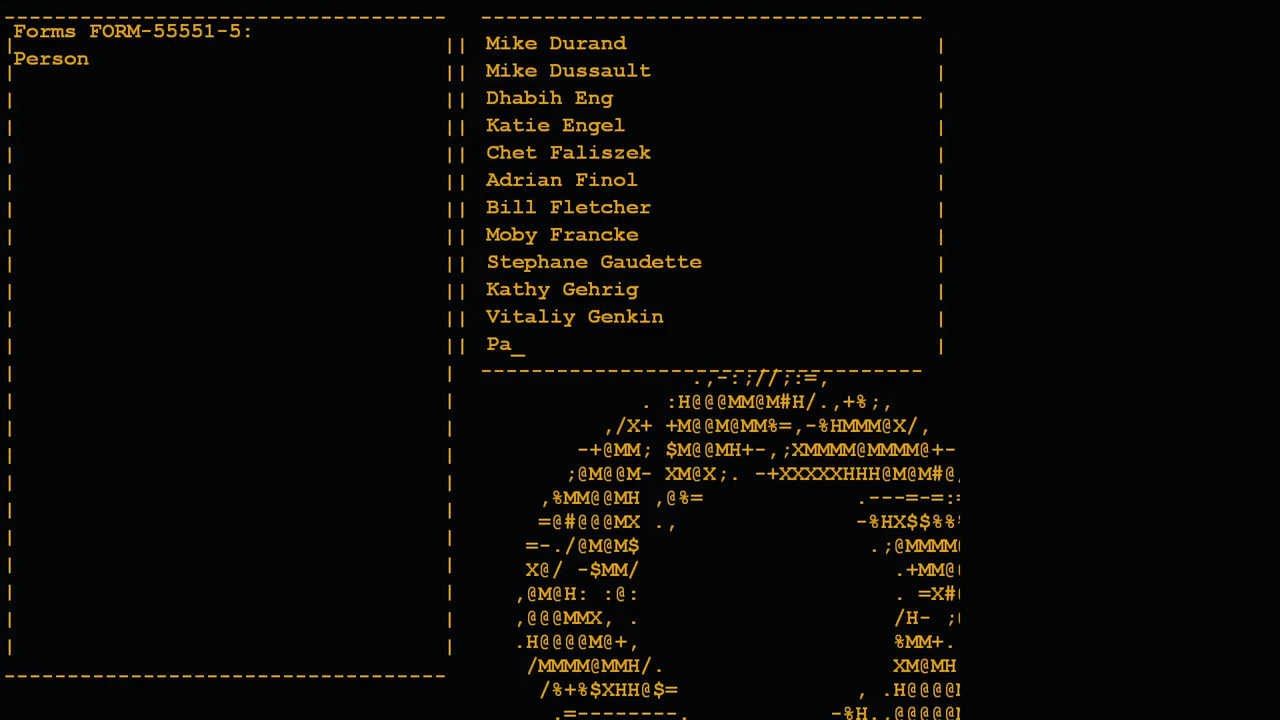 Forms FORM-55551-5:
Person
Mike Durand
Mike Dussault
Dhabih Eng
Katie Engel
Chet Faliszek
Adrian Finol
Bill Fletcher
Moby Francke
Stephane Gaudette
Kathy Gehrig
Vitaliy Genkin
Pa_